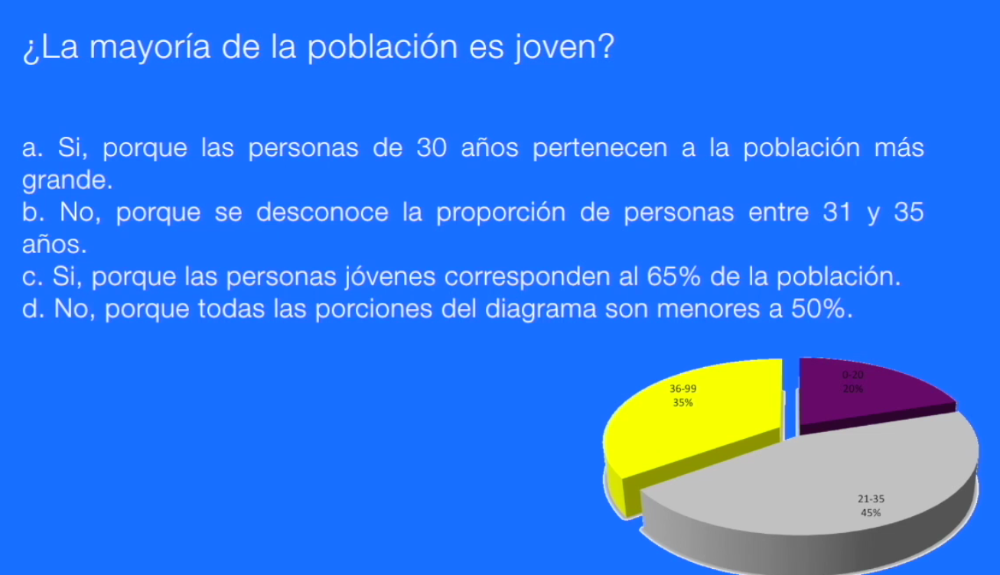 ¿La mayoría de la población es joven?
a. Si, porque las personas de 30 años pertenecen a la población más
grande.
b. No, porque se desconoce la proporción de personas entre 31 y 35
años.
c. Si, porque las personas jóvenes corresponden al 65% de la población.
d. No, porque todas las porciones del diagrama son menores a 50%.
36-99
35%
0-20
20%
21-35
45%